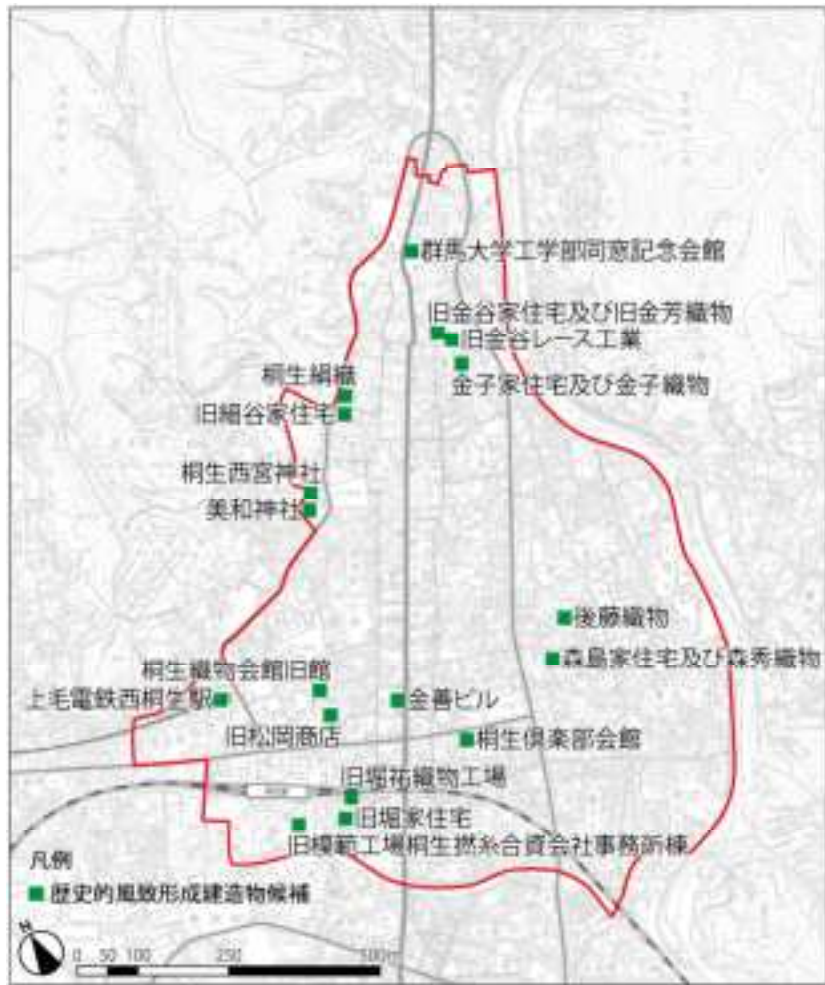 群馬大学工学部同窓記念会館
旧金谷家住宅及び旧金芳織物
旧金谷レース工業
金子家住宅及び金子織物
桐生絹織
旧細谷家住宅
桐生西宮神社
美和神社
後藤織物
森島家住宅及び森秀織物
桐生織物会館旧館
上毛電鉄西桐生駅
金善ビル
旧松岡商店
桐生倶楽部会館
旧堀祐織物工場
旧堀家住宅
旧模範工場桐生撚糸合資会社事務所棟
凡例
歴史的風致形成建造物候補
N
0 50 100 250 500m